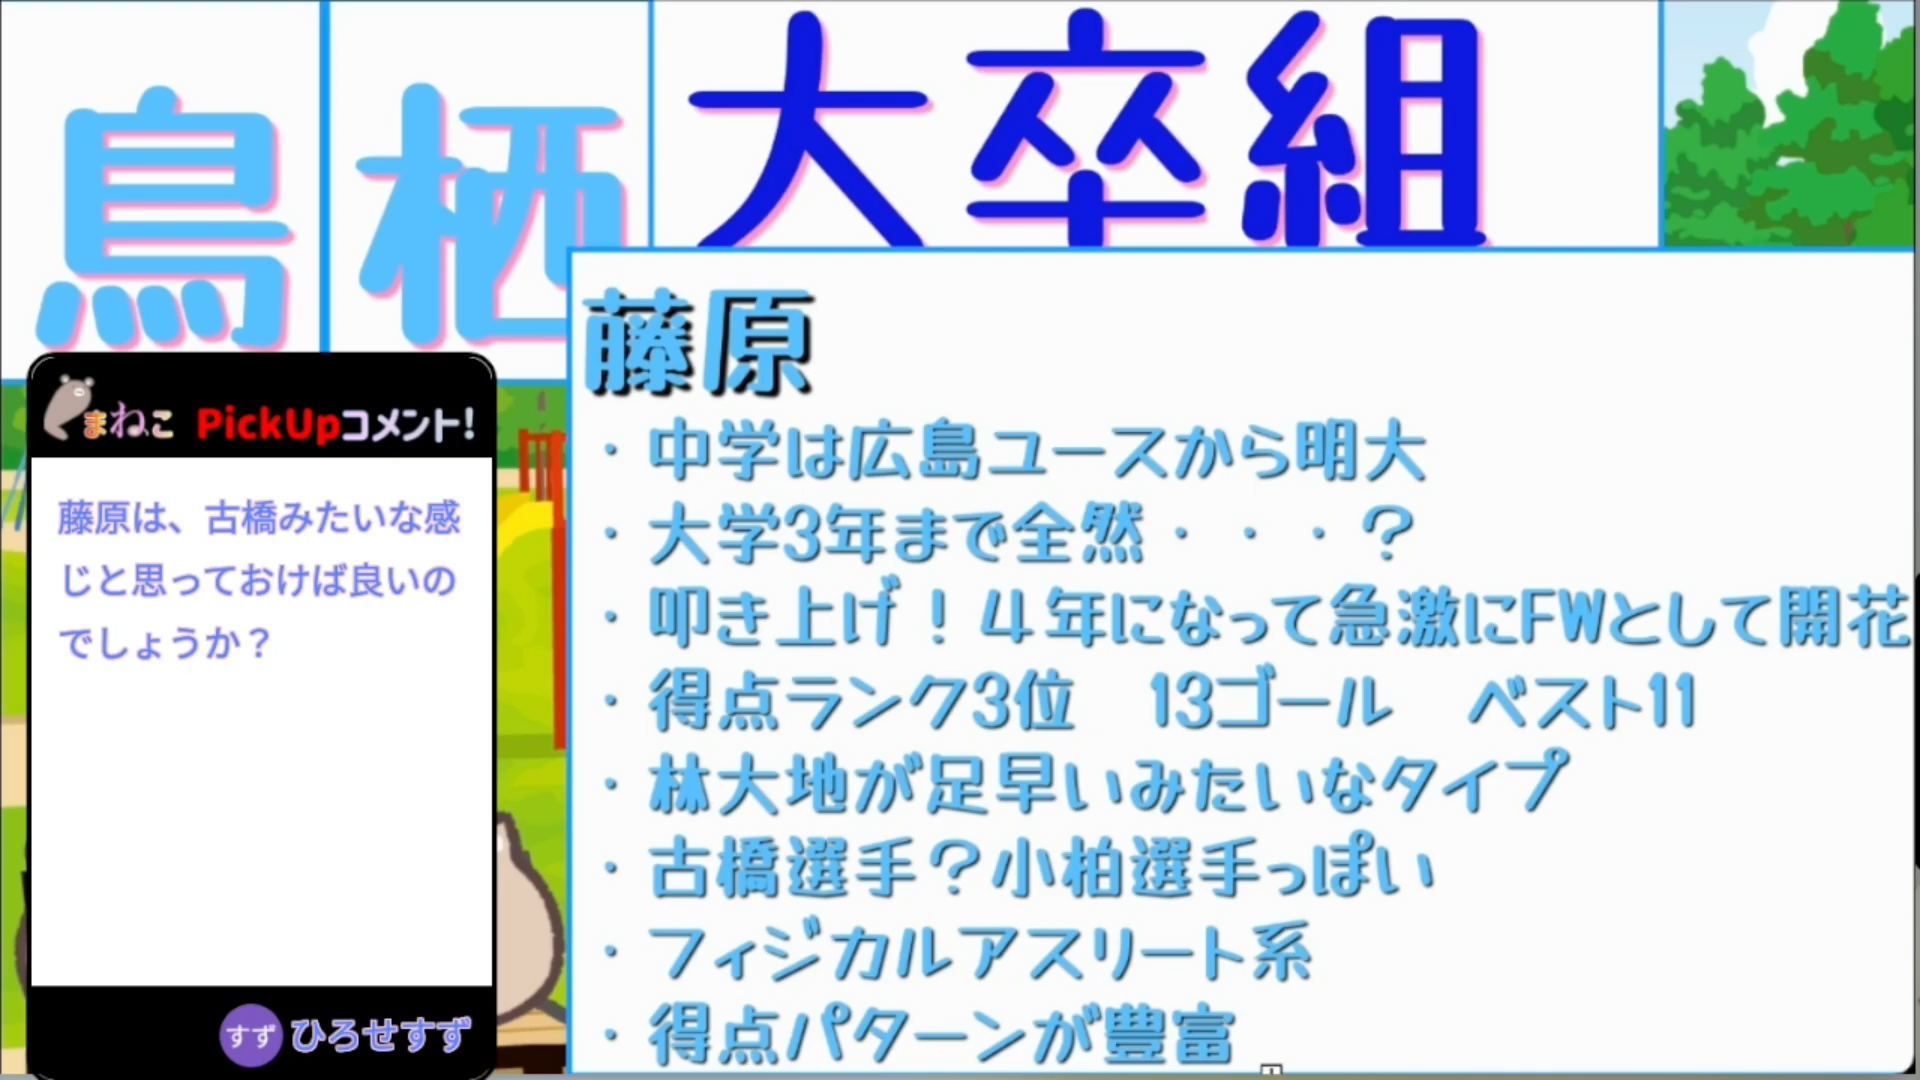 鳥栖
大卒組
藤原
・中学は広島ユースから明大
・大学3年まで全然・・・？
・叩き上げ！４年になって急激にFWとして開花
・得点ランク3位　13ゴール　ベスト11
・林大地が足早いみたいなタイプ
・古橋選手？小柏選手っぽい
・フィジカルアスリート系
・得点パターンが豊富
まねこ PickUpコメント!
藤原は、古橋みたいな感
じと思っておけば良いの
でしょうか？
すず ひろせすず